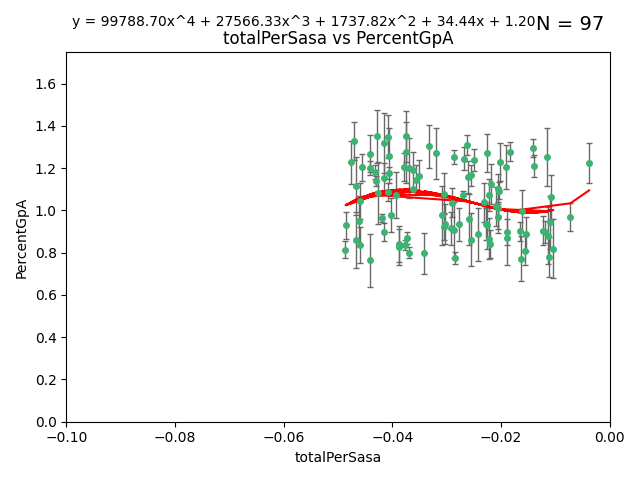 y = 99788.70x^4 + 27566.33x^3 + 1737.82x^2 + 34.44x + 1.20 N = 97
totalPerSasa vs PercentGpA
1.6
1.4
1.2
1.0
0.8
0.6
0.4
0.2
0.0
PercentGpA
−0.10 −0.08 −0.06 −0.04 −0.02 0.00
totalPerSasa